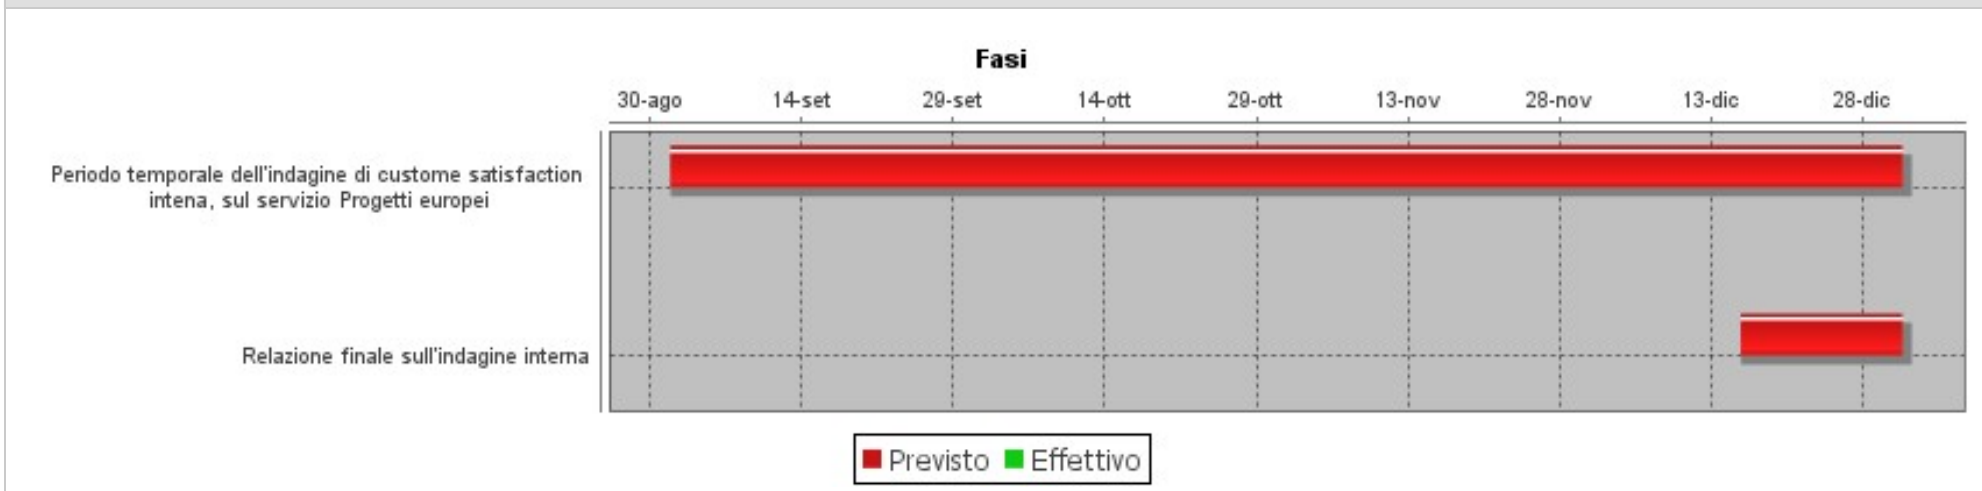 Fasi
30-ago 14-set 29-set 14-ott 29-ott 13-nov 28-nov 13-dic 28-dic
Periodo temporale dell'indagine di custome satisfaction
intena, sul servizio Progetti europei
Relazione finale sull'indagine interna
Previsto Effettivo